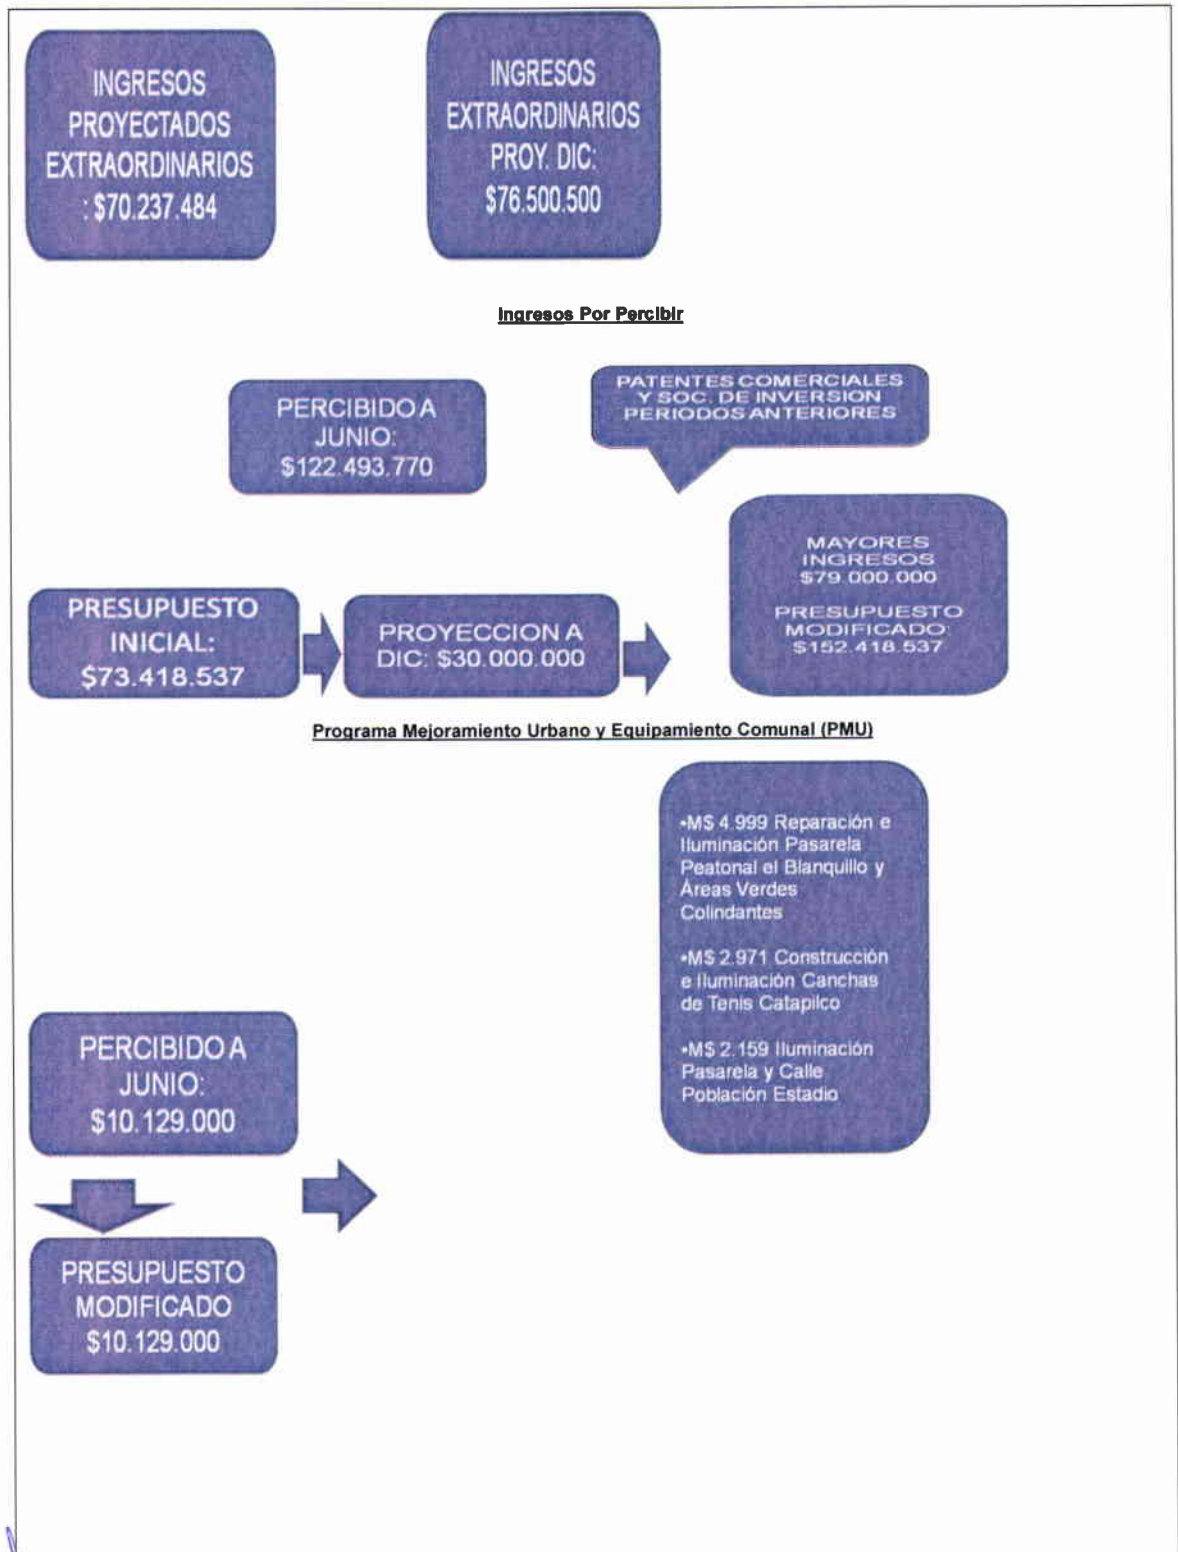 INGRESOS
PROYECTADOS
EXTRAORDINARIOS
: $70.237.484
INGRESOS
EXTRAORDINARIOS
PROY. DIC:
$76.500.500
Ingresos Por Percibir
PERCIBIDO A
JUNIO:
$122.493.770
PATENTES COMERCIALES
Y SOC. DE INVERSION
PERIODOS ANTERIORES
PRESUPUESTO
INICIAL:
$73.418.537
PROYECCION A
DIC: $30.000.000
MAYORES
INGRESOS
$79.000.000
PRESUPUESTO
MODIFICADO:
$152.418.537
Programa Mejoramiento Urbano y Equipamiento Comunal (PMU)
•M$ 4.999 Reparación e
Iluminación Pasarela
Peatonal el Blanquillo y
Áreas Verdes
Colindantes
•M$ 2.971 Construcción
e Iluminación Canchas
de Tenis Catapilco
•M$ 2.159 Iluminación
Pasarela y Calle
Población Estadio
PERCIBIDO A
JUNIO:
$10.129.000
PRESUPUESTO
MODIFICADO
$10.129.000